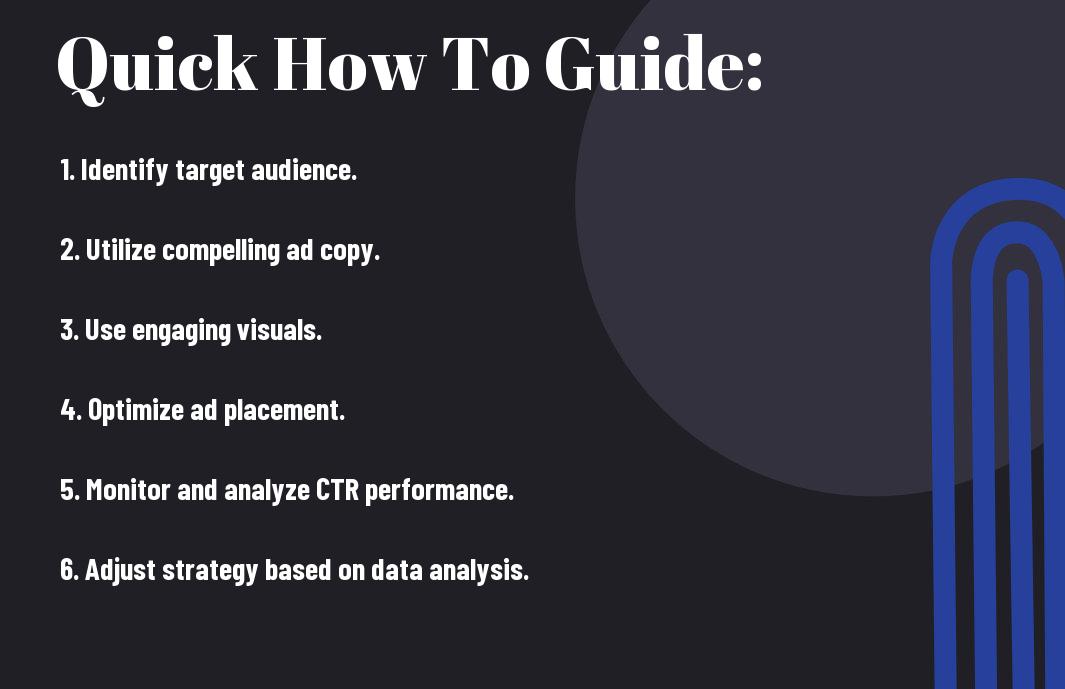 Quick How To Guide:
1. Identify target audience.
2. Utilize compelling ad copy.
3. Use engaging visuals.
4. Optimize ad placement.
5. Monitor and analyze CTR performance.
6. Adjust strategy based on data analysis.